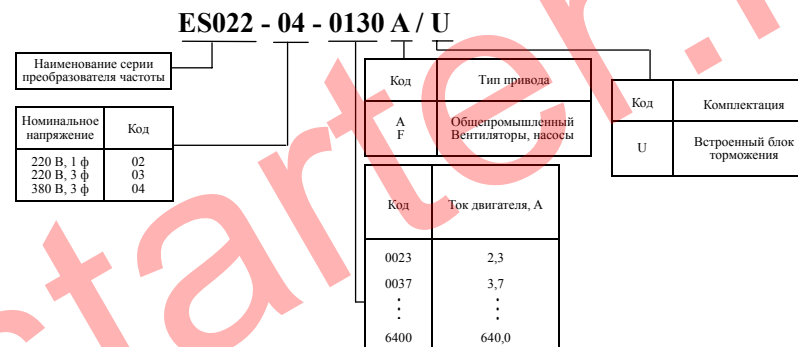 ES022 - 04 - 0130 A / U
Наименование серии
преобразователя частоты
Номинальное напряжение Код
220 В, 1 ф 02
220 В, 3 ф 03
380 В, 3 ф 04
Код Тип привода
A Общепромышленный
F Вентиляторы, насосы
Код Комплектация
U Встроенный блок торможения
Код Ток двигателя, А
0023 2,3
0037 3,7
6400 640,0
starter.